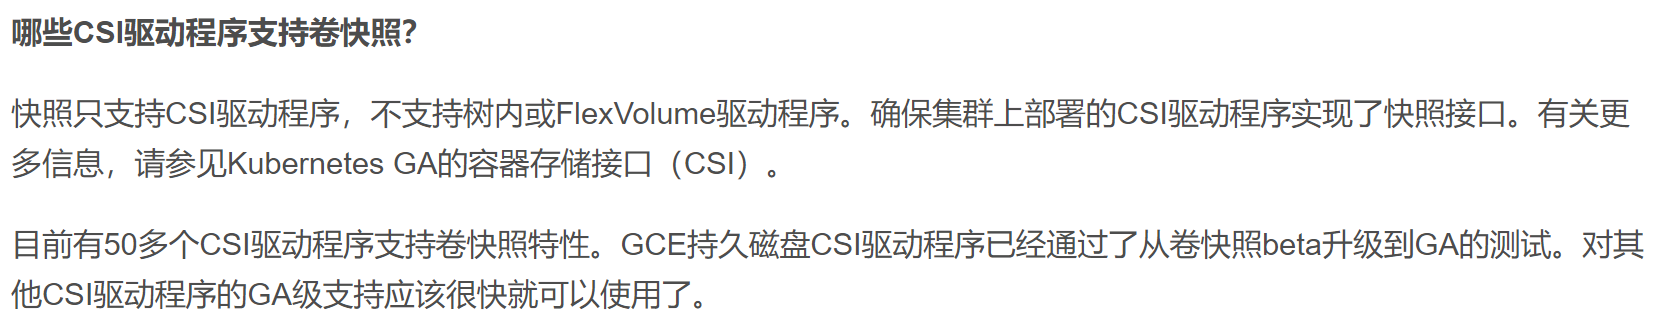 哪些CSI驱动程序支持卷快照？
快照只支持CSI驱动程序，不支持树内或FlexVolume驱动程序。确保集群上部署的CSI驱动程序实现了快照接口。有关更
多信息，请参见Kubernetes GA的容器存储接口（CSI）。
目前有50多个CSI驱动程序支持卷快照特性。GCE持久磁盘CSI驱动程序已经通过了从卷快照beta升级到GA的测试。对其
他CSI驱动程序的GA级支持应该很快就可以使用了。